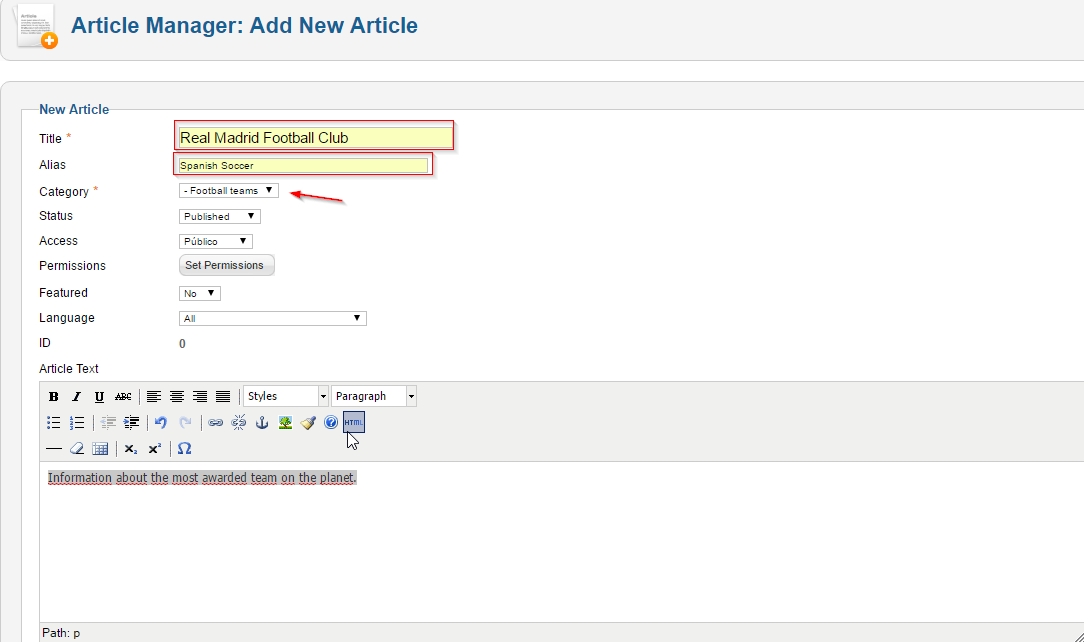 Article Manager: Add New Article
New Article
Title *
Real Madrid Football Club
Alias
Spanish Soccer
Category *
- Football teams
Status
Published
Access
Público
Permissions
Set Permissions
Featured
No
Language
All
ID
0
Article Text
B I U ABC Styles Paragraph
HTML
X₂ X² Ω
Information about the most awarded team on the planet.
Path: p